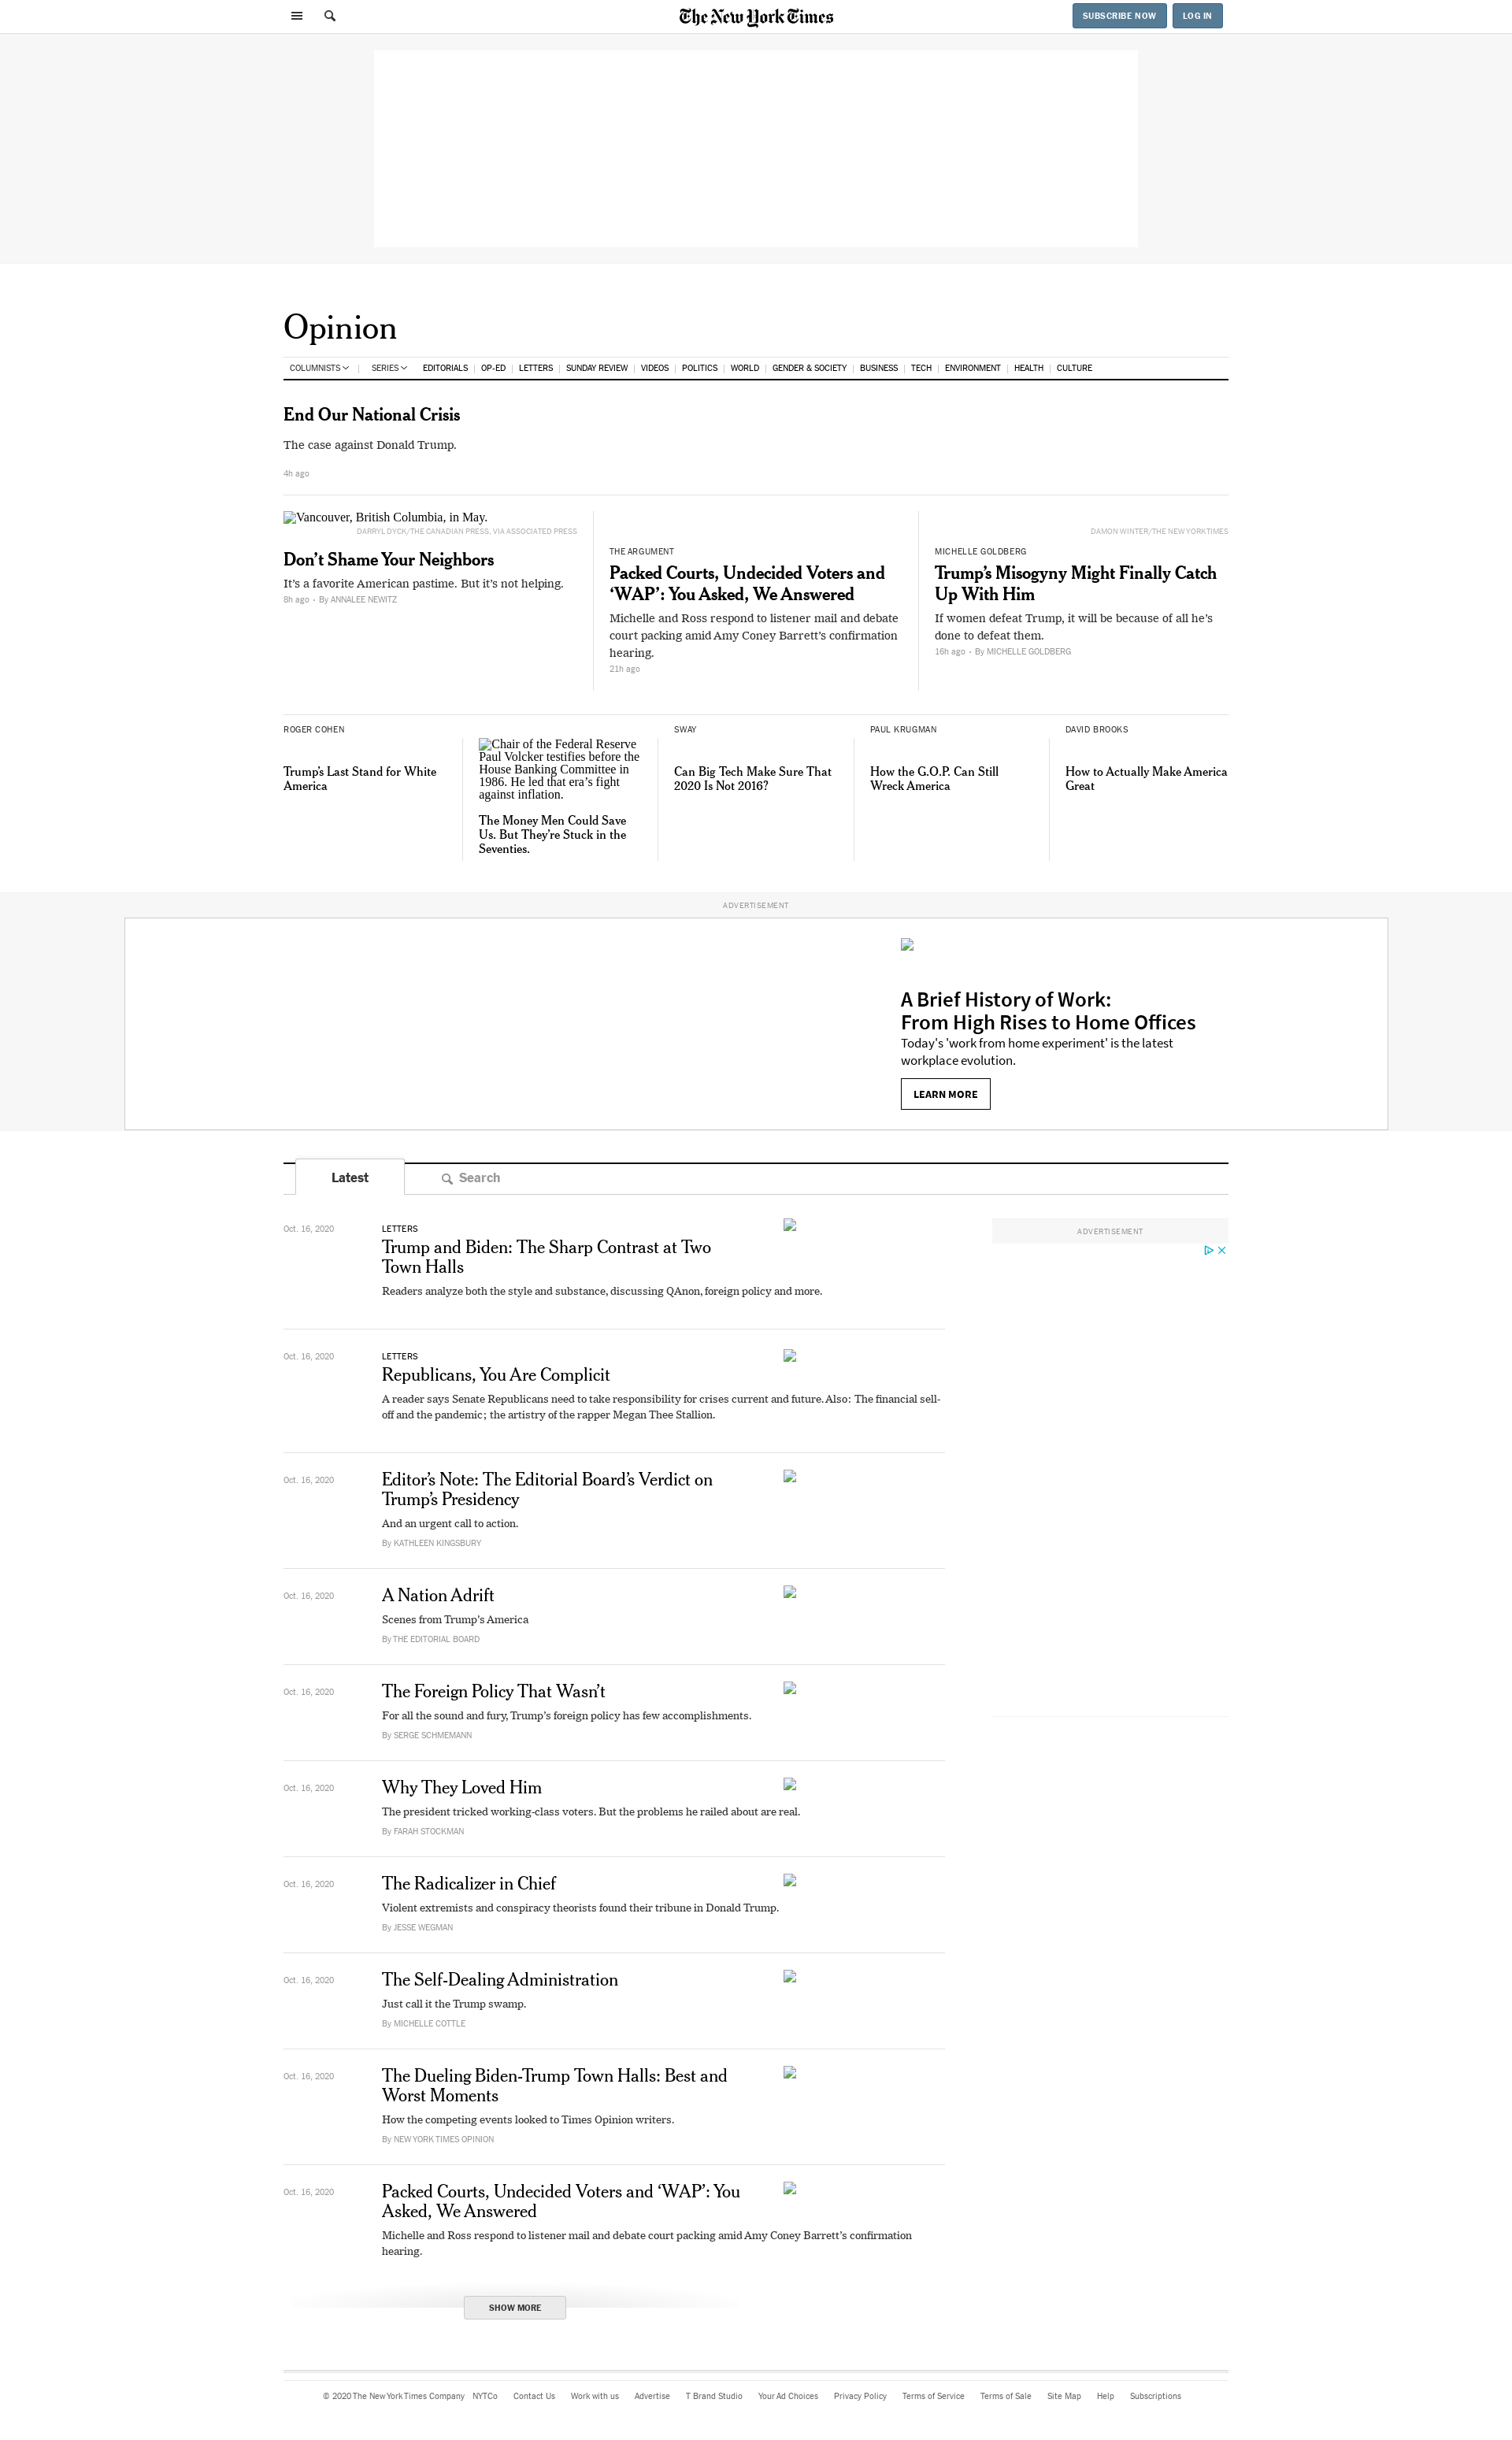 The New York Times
SUBSCRIBE NOW
LOG IN
Opinion
COLUMNISTS
SERIES
EDITORIALS
OP-ED
LETTERS
SUNDAY REVIEW
VIDEOS
POLITICS
WORLD
GENDER & SOCIETY
BUSINESS
TECH
ENVIRONMENT
HEALTH
CULTURE
End Our National Crisis
The case against Donald Trump.
4h ago
Vancouver, British Columbia, in May.
DARRYL DYCK/THE CANADIAN PRESS, VIA ASSOCIATED PRESS
Don’t Shame Your Neighbors
It’s a favorite American pastime. But it’s not helping.
8h ago • By ANNALEE NEWITZ
THE ARGUMENT
Packed Courts, Undecided Voters and
‘WAP’: You Asked, We Answered
Michelle and Ross respond to listener mail and debate
court packing amid Amy Coney Barrett’s confirmation
hearing.
21h ago
DAMON WINTER/THE NEW YORK TIMES
MICHELLE GOLDBERG
Trump’s Misogyny Might Finally Catch
Up With Him
If women defeat Trump, it will be because of all he’s
done to defeat them.
16h ago • By MICHELLE GOLDBERG
ROGER COHEN
Trump’s Last Stand for White
America
Chair of the Federal Reserve
Paul Volcker testifies before the
House Banking Committee in
1986. He led that era’s fight
against inflation.
The Money Men Could Save
Us. But They’re Stuck in the
Seventies.
SWAY
Can Big Tech Make Sure That
2020 Is Not 2016?
PAUL KRUGMAN
How the G.O.P. Can Still
Wreck America
DAVID BROOKS
How to Actually Make America
Great
ADVERTISEMENT
A Brief History of Work:
From High Rises to Home Offices
Today's 'work from home experiment' is the latest
workplace evolution.
LEARN MORE
Latest
Search
ADVERTISEMENT
Oct. 16, 2020
LETTERS
Trump and Biden: The Sharp Contrast at Two
Town Halls
Readers analyze both the style and substance, discussing QAnon, foreign policy and more.
Oct. 16, 2020
LETTERS
Republicans, You Are Complicit
A reader says Senate Republicans need to take responsibility for crises current and future. Also: The financial sell-
off and the pandemic; the artistry of the rapper Megan Thee Stallion.
Oct. 16, 2020
Editor’s Note: The Editorial Board’s Verdict on
Trump’s Presidency
And an urgent call to action.
By KATHLEEN KINGSBURY
Oct. 16, 2020
A Nation Adrift
Scenes from Trump’s America
By THE EDITORIAL BOARD
Oct. 16, 2020
The Foreign Policy That Wasn’t
For all the sound and fury, Trump’s foreign policy has few accomplishments.
By SERGE SCHMEMANN
Oct. 16, 2020
Why They Loved Him
The president tricked working-class voters. But the problems he railed about are real.
By FARAH STOCKMAN
Oct. 16, 2020
The Radicalizer in Chief
Violent extremists and conspiracy theorists found their tribune in Donald Trump.
By JESSE WEGMAN
Oct. 16, 2020
The Self-Dealing Administration
Just call it the Trump swamp.
By MICHELLE COTTLE
Oct. 16, 2020
The Dueling Biden-Trump Town Halls: Best and
Worst Moments
How the competing events looked to Times Opinion writers.
By NEW YORK TIMES OPINION
Oct. 16, 2020
Packed Courts, Undecided Voters and ‘WAP’: You
Asked, We Answered
Michelle and Ross respond to listener mail and debate court packing amid Amy Coney Barrett’s confirmation
hearing.
SHOW MORE
© 2020 The New York Times Company
NYTCo
Contact Us
Work with us
Advertise
T Brand Studio
Your Ad Choices
Privacy Policy
Terms of Service
Terms of Sale
Site Map
Help
Subscriptions